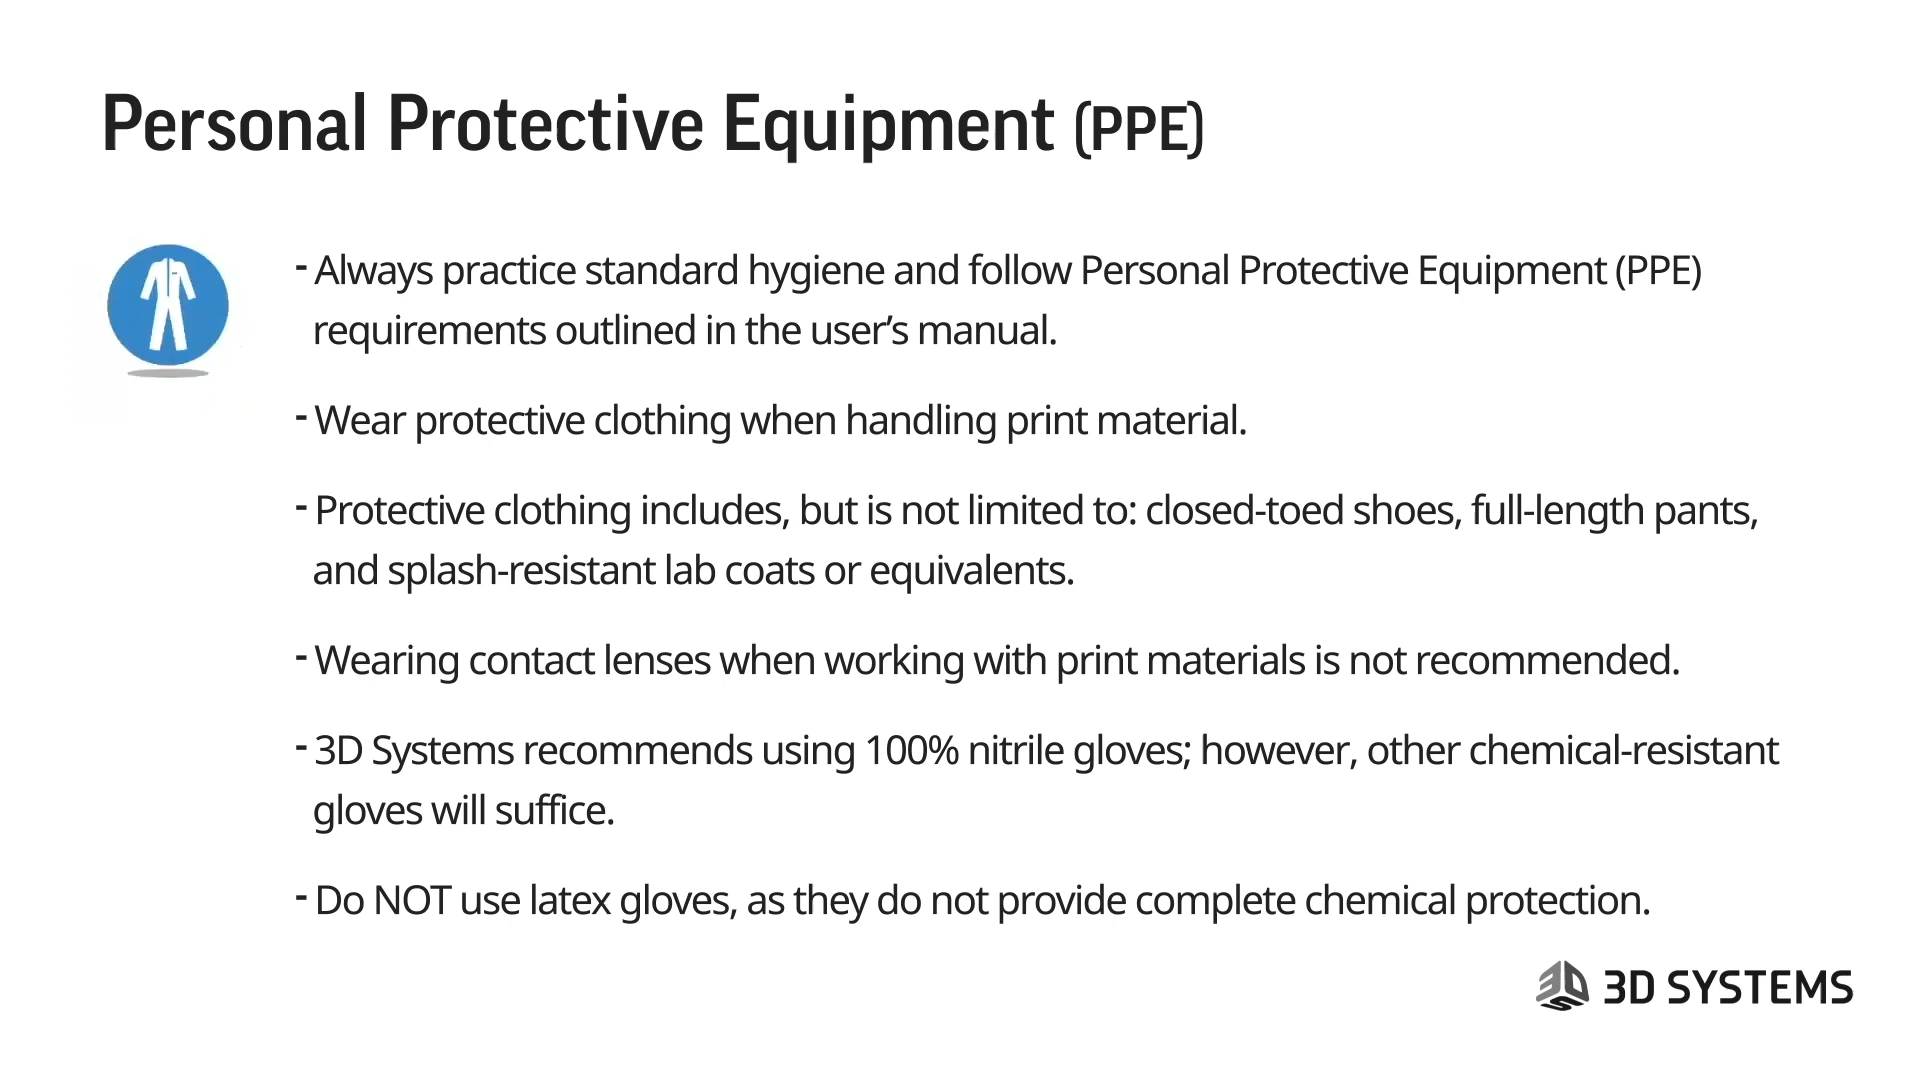 Personal Protective Equipment (PPE)
- Always practice standard hygiene and follow Personal Protective Equipment (PPE)
requirements outlined in the user’s manual.
- Wear protective clothing when handling print material.
- Protective clothing includes, but is not limited to: closed-toed shoes, full-length pants,
and splash-resistant lab coats or equivalents.
- Wearing contact lenses when working with print materials is not recommended.
- 3D Systems recommends using 100% nitrile gloves; however, other chemical-resistant
gloves will suffice.
- Do NOT use latex gloves, as they do not provide complete chemical protection.
3DS 3D SYSTEMS